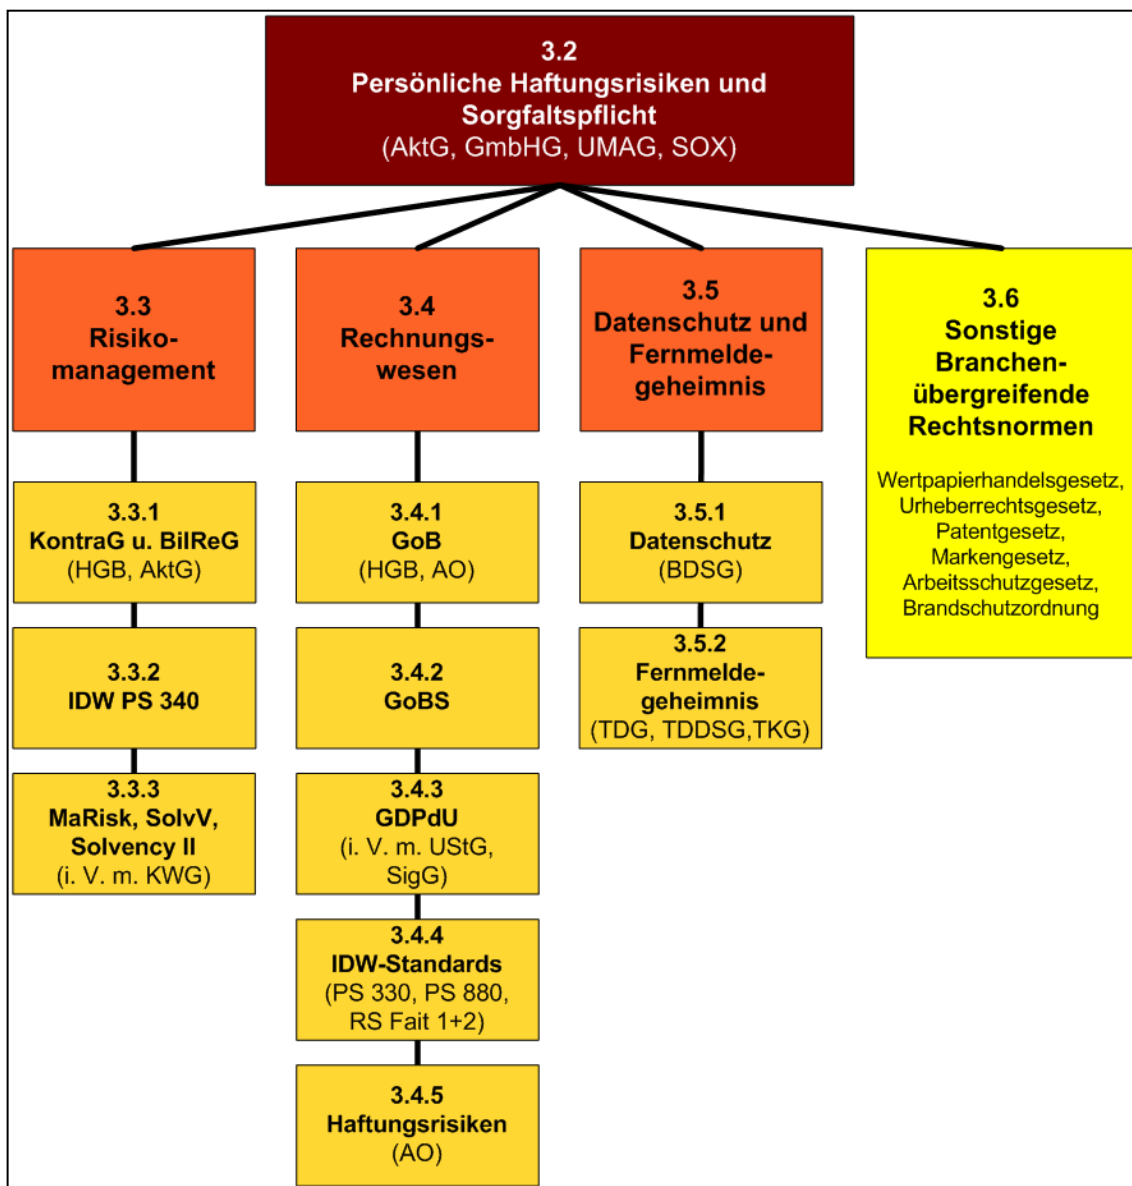 3.2
Persönliche Haftungsrisiken und
Sorgfaltspflicht
(AktG, GmbHG, UMAG, SOX)
3.3
Risiko-
management
3.3.1
KontraG u. BilReG
(HGB, AktG)
3.3.2
IDW PS 340
3.3.3
MaRisk, SolvV,
Solvency II
(i. V. m. KWG)
3.4
Rechnungs-
wesen
3.4.1
GoB
(HGB, AO)
3.4.2
GoBS
3.4.3
GDPdU
(i. V. m. UStG,
SigG)
3.4.4
IDW-Standards
(PS 330, PS 880,
RS Fait 1+2)
3.4.5
Haftungsrisiken
(AO)
3.5
Datenschutz und
Fernmelde-
geheimnis
3.5.1
Datenschutz
(BDSG)
3.5.2
Fernmelde-
geheimnis
(TDG, TDDSG,TKG)
3.6
Sonstige
Branchen-
übergreifende
Rechtsnormen
Wertpapierhandelsgesetz,
Urheberrechtsgesetz,
Patentgesetz,
Markengesetz,
Arbeitsschutzgesetz,
Brandschutzordnung